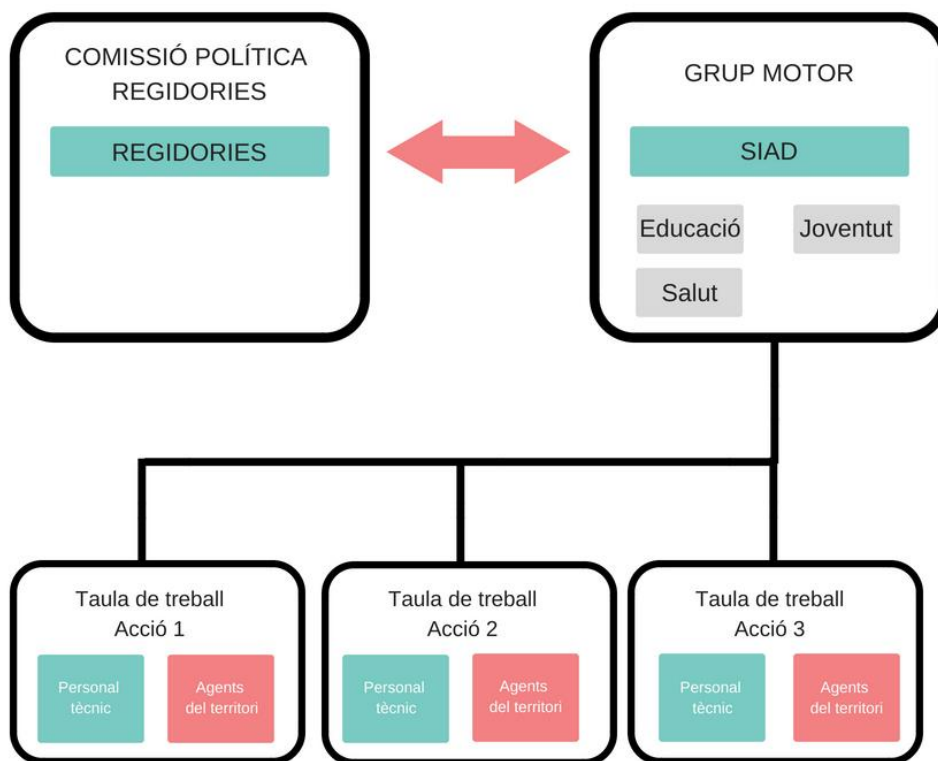 COMISSIÓ POLÍTICA
REGIDORIES
REGIDORIES
GRUP MOTOR
SIAD
Educació
Joventut
Salut
Taula de treball
Acció 1
Personal
tècnic
Agents
del territori
Taula de treball
Acció 2
Personal
tècnic
Agents
del territori
Taula de treball
Acció 3
Personal
tècnic
Agents
del territori